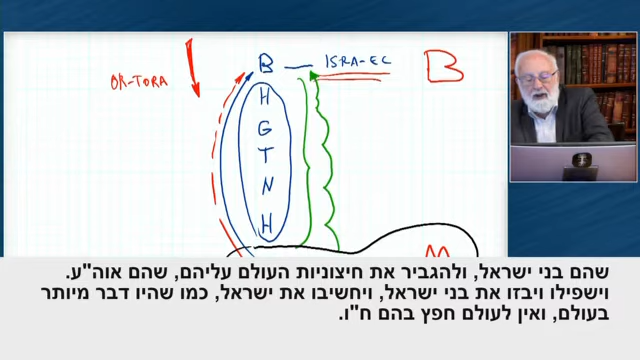 B — ISRA-EL
B
OR-TORA
H
G
T
N
H
M
שהם בני ישראל, ולהגביר את חיצוניות העולם עליהם, שהם אוה"ע.
וישפילו ויבזו את בני ישראל, ויחשיבו את ישראל, כמו שהיו דבר מיותר
בעולם, ואין לעולם חפץ בהם ח"ו.